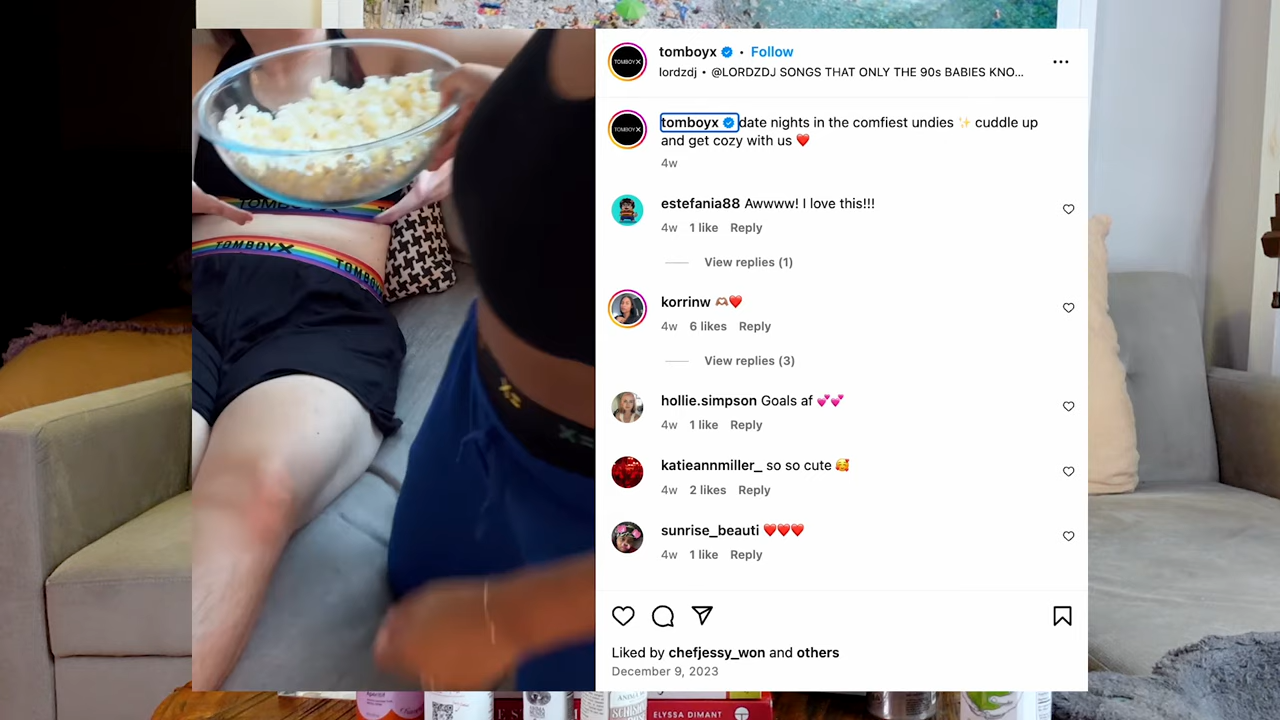 TOMBOYX
TOMBOYX
TOMBOY
TOMBOYX
tomboyx • Follow
lordzdj • @LORDZDJ SONGS THAT ONLY THE 90s BABIES KNO...
TOMBOYX
tomboyx date nights in the comfiest undies ✨ cuddle up
and get cozy with us ❤️
4w
estefania88 Awwww! I love this!!!
4w 1 like Reply
View replies (1)
korrinw 🫶🏽❤️
4w 6 likes Reply
View replies (3)
hollie.simpson Goals af 💕💕
4w 1 like Reply
katieannmiller_ so so cute 🥰
4w 2 likes Reply
sunrise_beauti ❤️❤️❤️
4w 1 like Reply
Liked by chefjessy_won and others
December 9, 2023
ELYSSA DIMANT